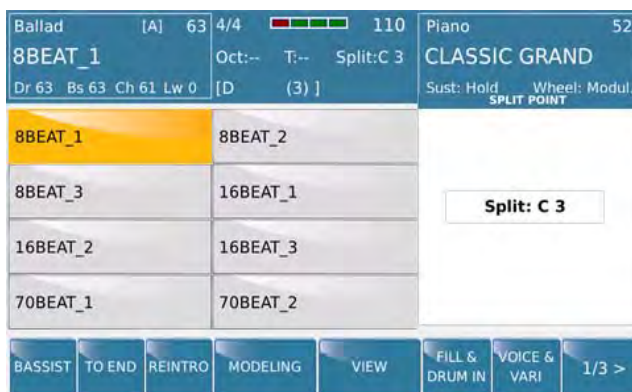 Ballad [A] 63
8BEAT_1
Dr 63 Bs 63 Ch 61 Lw 0
4/4 110
Oct:-- T:-- Split:C 3
[D (3) ]
Piano 52
CLASSIC GRAND
Sust: Hold Wheel: Modul.
SPLIT POINT
8BEAT_1 8BEAT_2
8BEAT_3 16BEAT_1
16BEAT_2 16BEAT_3
70BEAT_1 70BEAT_2
Split: C 3
BASSIST TO END REINTRO MODELING VIEW FILL & DRUM IN VOICE & VARI 1/3 >